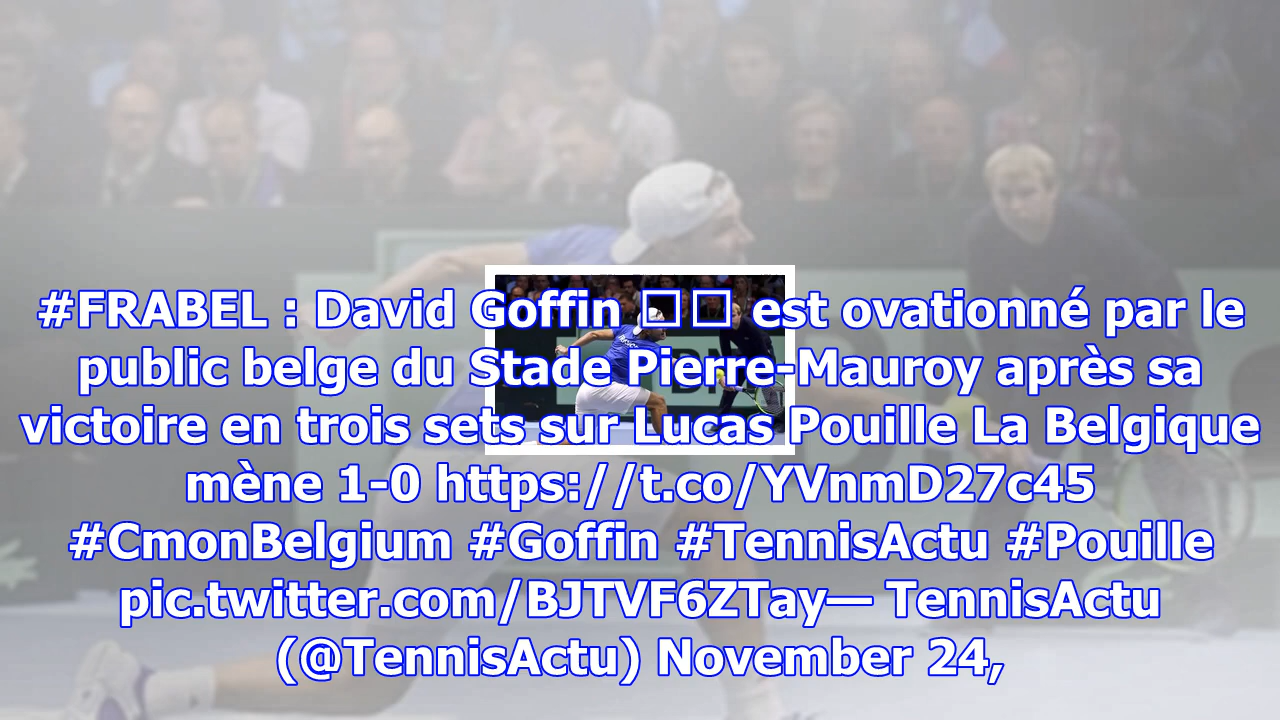 #FRABEL : David Goffin □□ est ovationné par le
public belge du Stade Pierre-Mauroy après sa
victoire en trois sets sur Lucas Pouille La Belgique
mène 1-0 https://t.co/YVnmD27c45
#CmonBelgium #Goffin #TennisActu #Pouille
pic.twitter.com/BJTVF6ZTay— TennisActu
(@TennisActu) November 24,